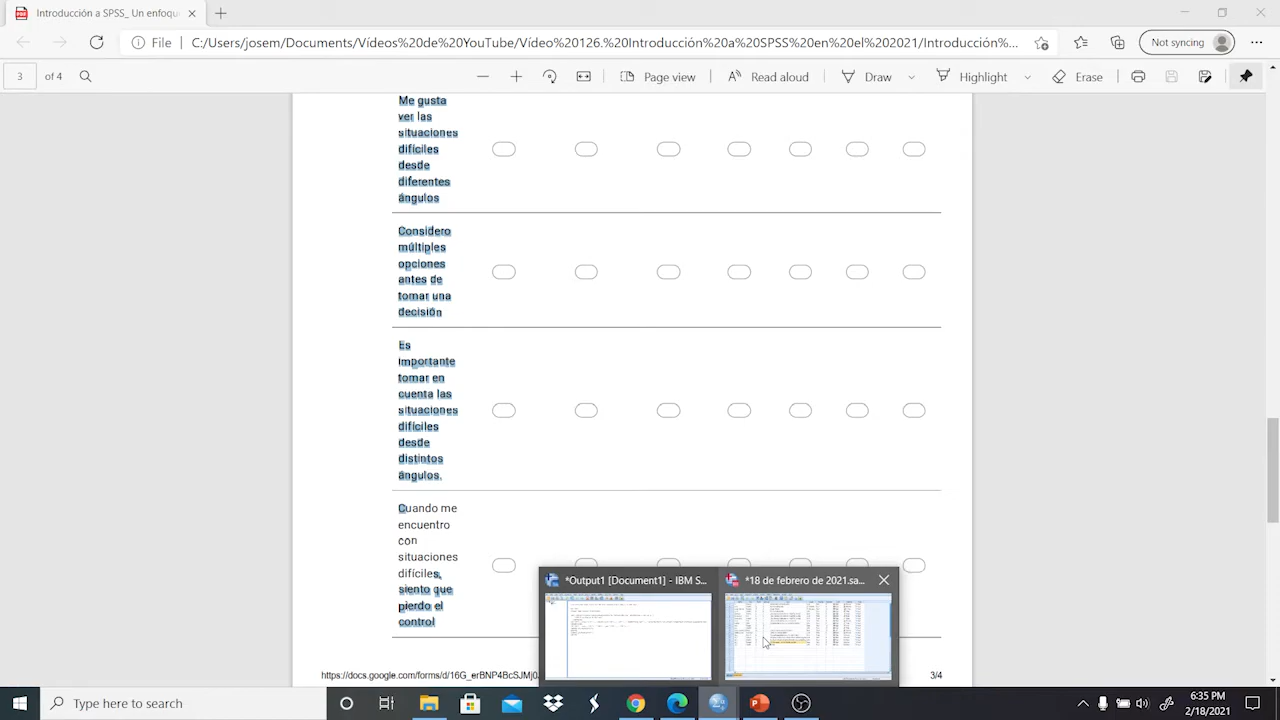 Introducción a SPSS_ Un enfoqu
File
C:/Users/josem/Documents/Vídeos%20de%20YouTube/Vídeo%20126.%20Introducción%20a%20SPSS%20en%20el%202021/Introducción%...
Not syncing
3 of 4
Page view
Read aloud
Draw
Highlight
Erase
Me gusta
ver las
situaciones
difíciles
desde
diferentes
ángulos
Considero
múltiples
opciones
antes de
tomar una
decisión
Es
importante
tomar en
cuenta las
situaciones
difíciles
desde
distintos
ángulos.
Cuando me
encuentro
con
situaciones
difíciles,
siento que
pierdo el
control
*Output1 [Document1] - IBM S...
*18 de febrero de 2021.sa...
https://docs.google.com/forms/d/16G_erBNP4BcSJMj0
3/4
Type here to search
6:35 PM
2/18/2021